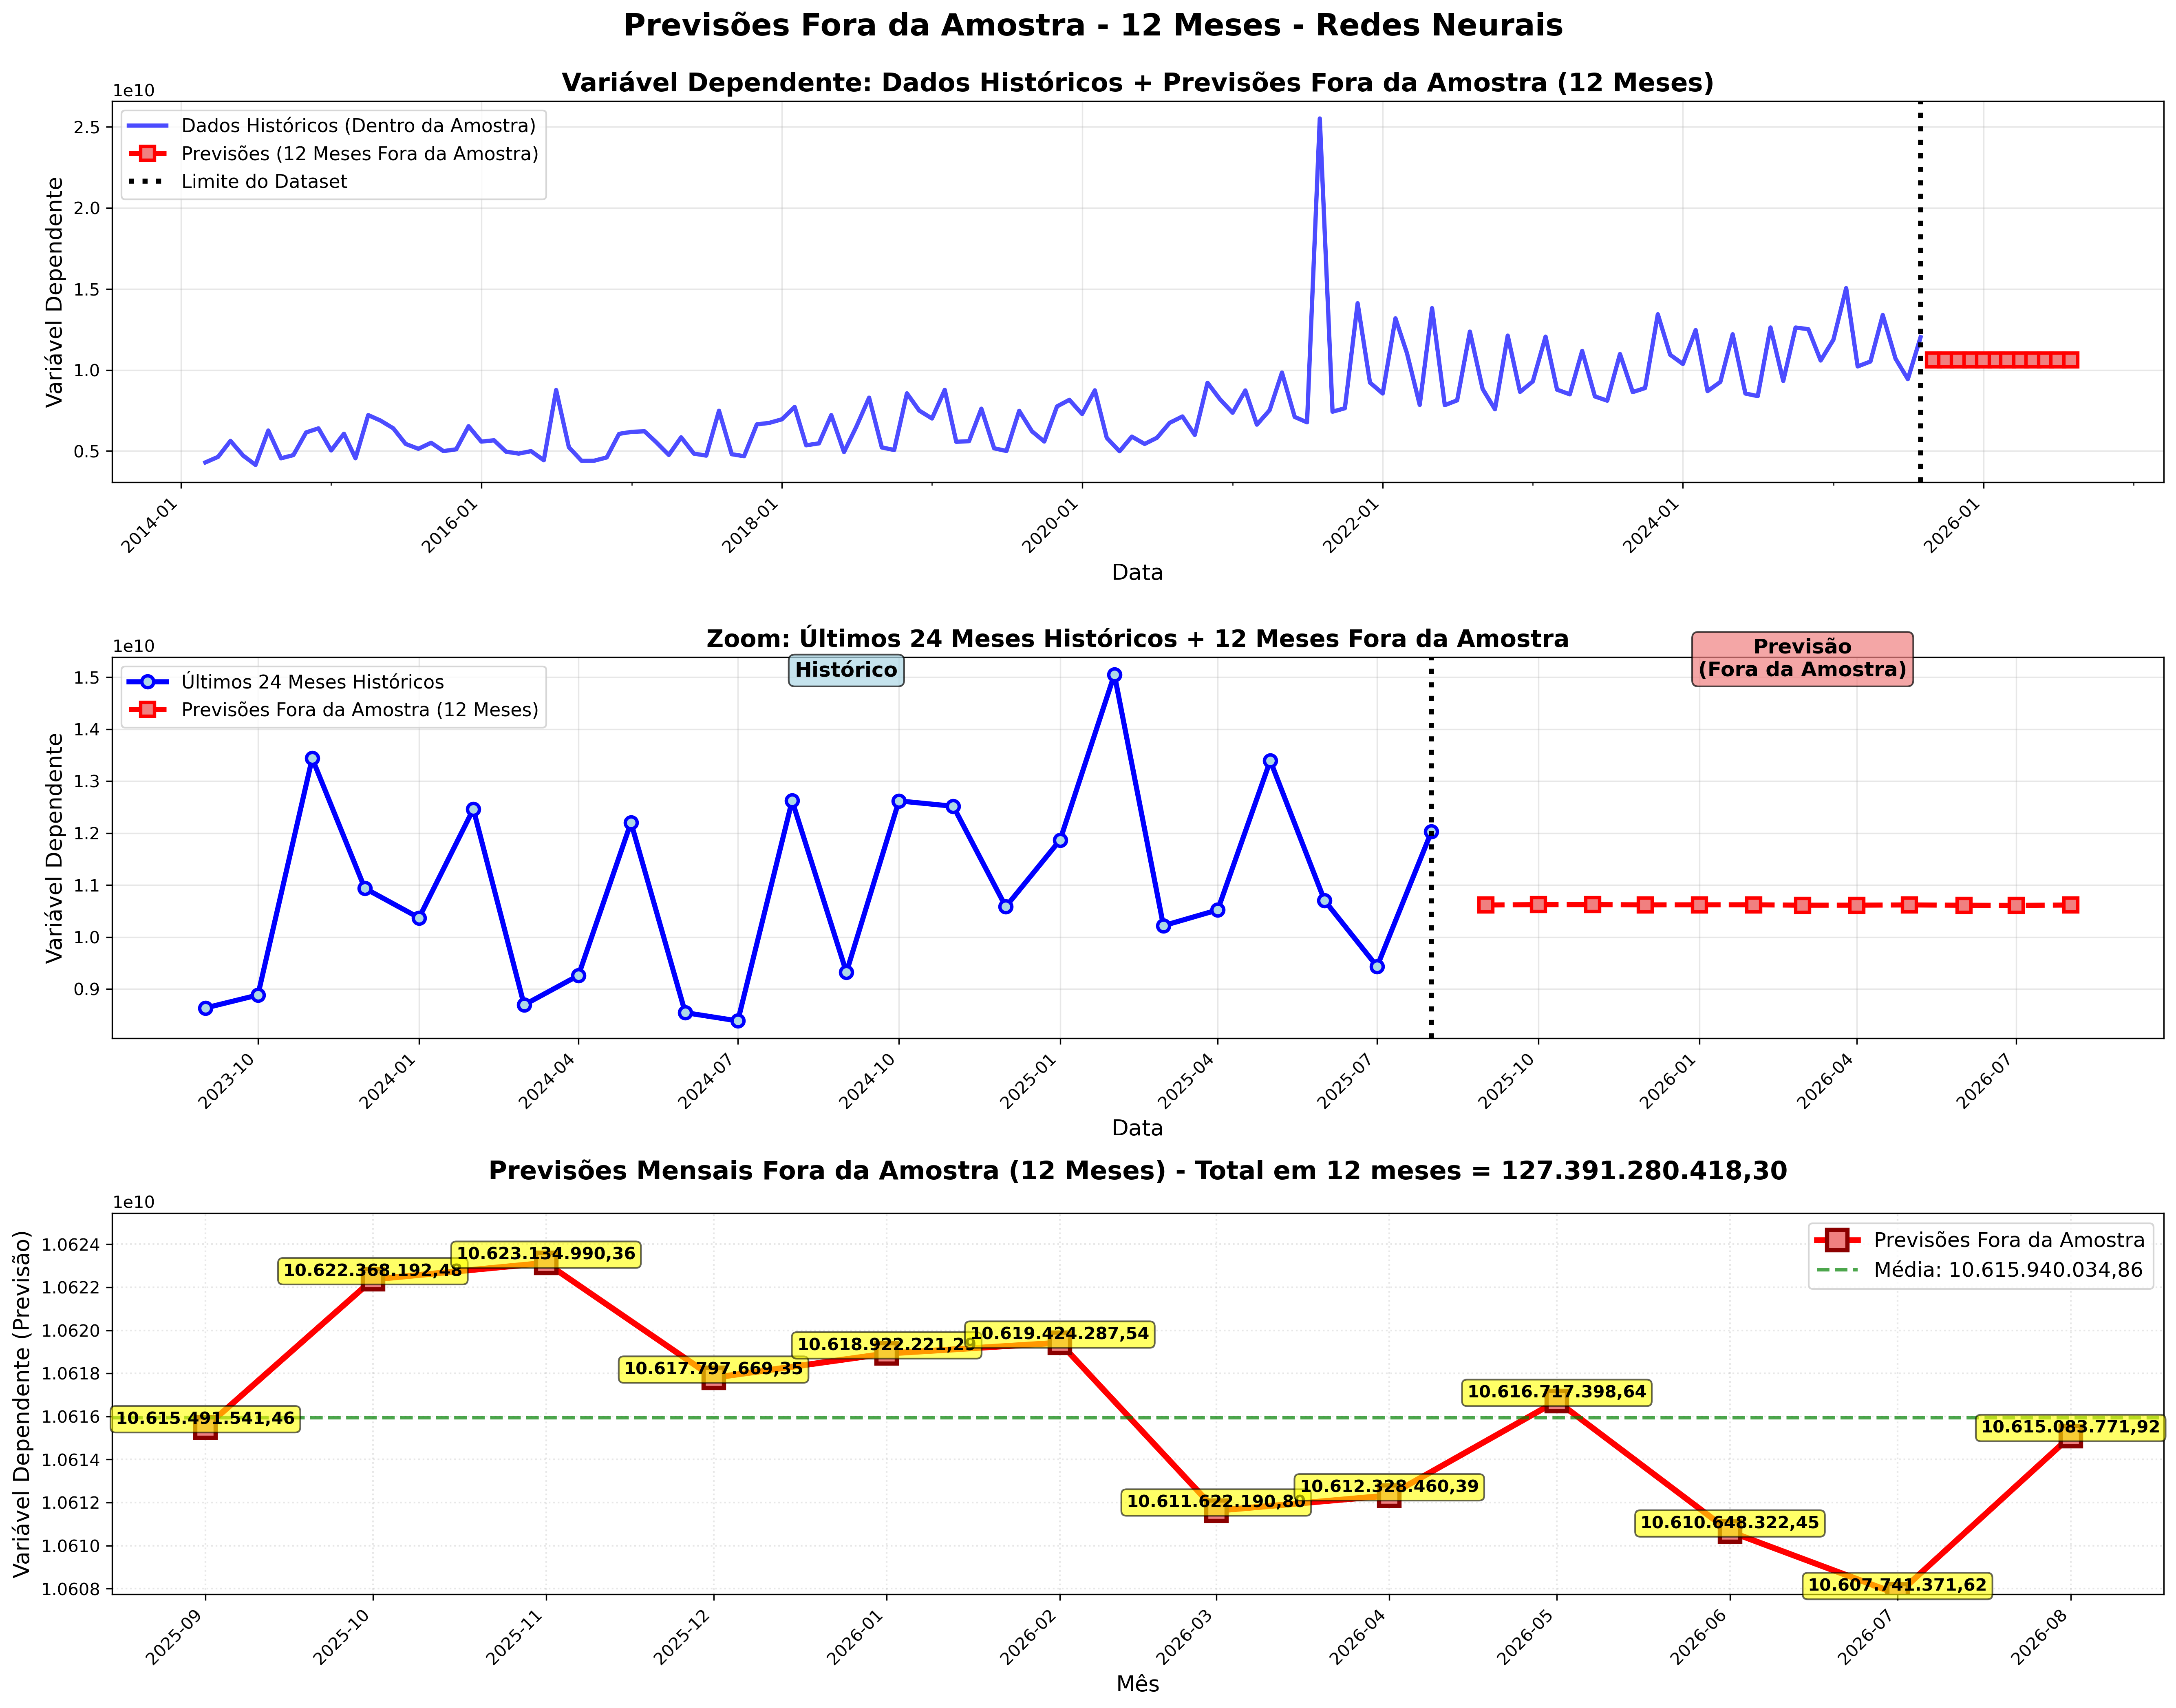 Previsões Fora da Amostra - 12 Meses - Redes Neurais
Variável Dependente: Dados Históricos + Previsões Fora da Amostra (12 Meses)
1e10
Dados Históricos (Dentro da Amostra)
Previsões (12 Meses Fora da Amostra)
Limite do Dataset
Variável Dependente
2.5
2.0
1.5
1.0
0.5
2014-01
2016-01
2018-01
2020-01
2022-01
2024-01
2026-01
Data
Zoom: Últimos 24 Meses Históricos + 12 Meses Fora da Amostra
1e10
Últimos 24 Meses Históricos
Previsões Fora da Amostra (12 Meses)
Histórico
Previsão
(Fora da Amostra)
Variável Dependente
1.5
1.4
1.3
1.2
1.1
1.0
0.9
2023-10
2024-01
2024-04
2024-07
2024-10
2025-01
2025-04
2025-07
2025-10
2026-01
2026-04
2026-07
Data
Previsões Mensais Fora da Amostra (12 Meses) - Total em 12 meses = 127.391.280.418,30
1e10
Previsões Fora da Amostra
Média: 10.615.940.034,86
Variável Dependente (Previsão)
1.0624
1.0622
1.0620
1.0618
1.0616
1.0614
1.0612
1.0610
1.0608
10.615.491.541,46
10.622.368.192,48
10.623.134.990,36
10.617.797.669,35
10.618.922.221,29
10.619.424.287,54
10.611.622.190,80
10.612.328.460,39
10.616.717.398,64
10.610.648.322,45
10.607.741.371,62
10.615.083.771,92
2025-09
2025-10
2025-11
2025-12
2026-01
2026-02
2026-03
2026-04
2026-05
2026-06
2026-07
2026-08
Mês